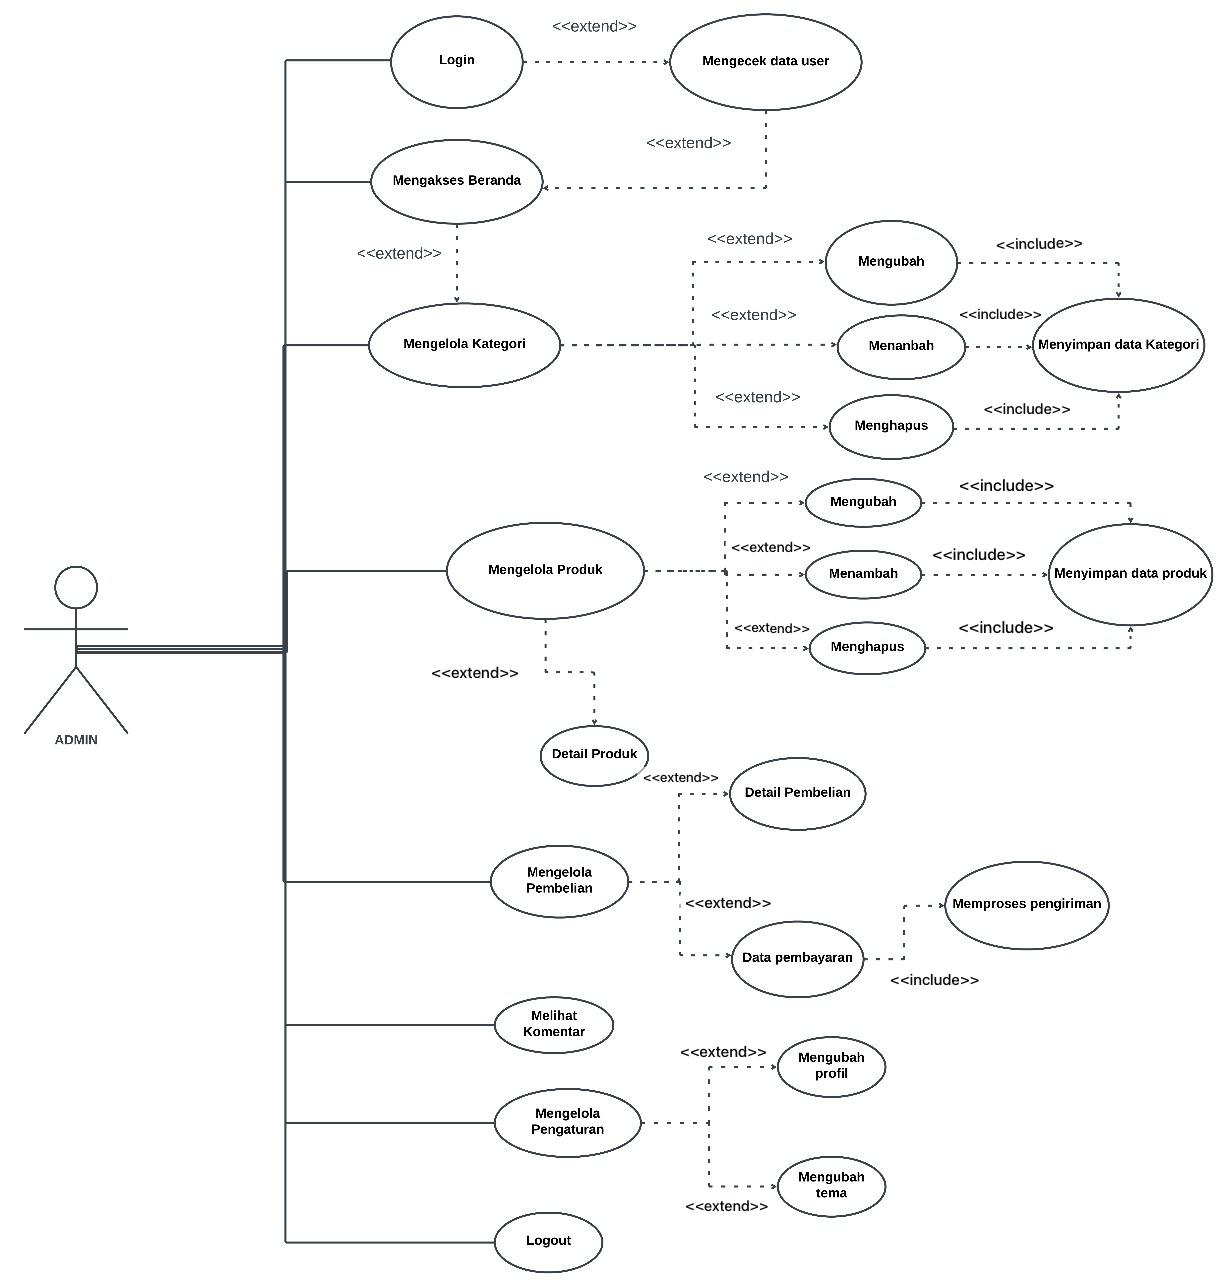 <<extend>>
Login
Mengecek data user
<<extend>>
Mengakses Beranda
<<extend>>
<<extend>>
Mengubah
<<include>>
Mengelola Kategori
<<extend>>
Menanbah
<<include>>
Menyimpan data Kategori
<<extend>>
Menghapus
<<include>>
<<extend>>
Mengubah
<<include>>
Mengelola Produk
<<extend>>
Menambah
<<include>>
Menyimpan data produk
<<extend>>
Menghapus
<<include>>
<<extend>>
ADMIN
Detail Produk
<<extend>>
Detail Pembelian
Mengelola
Pembelian
<<extend>>
Data pembayaran
Memproses pengiriman
<<include>>
Melihat
Komentar
<<extend>>
Mengubah
profil
Mengelola
Pengaturan
Mengubah
tema
<<extend>>
Logout